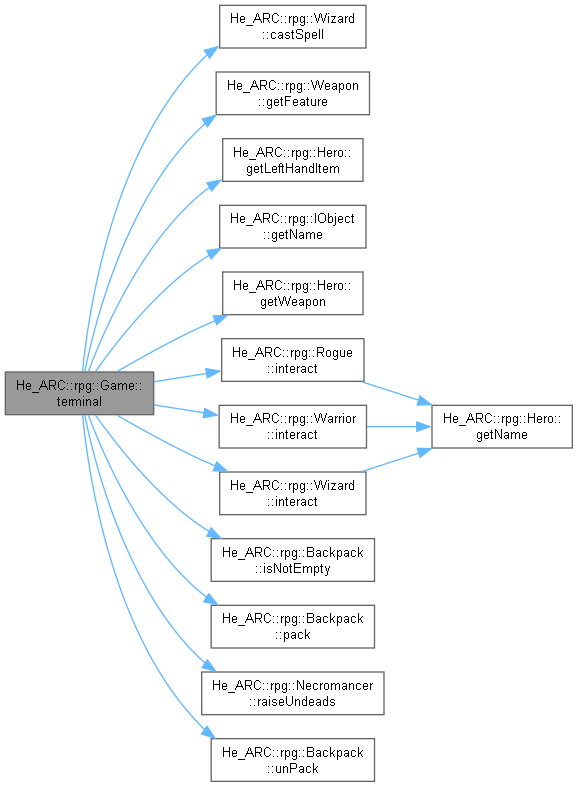 He_ARC::rpg::Wizard
::castSpell
He_ARC::rpg::Weapon
::getFeature
He_ARC::rpg::Hero::
getLeftHandItem
He_ARC::rpg::IObject
::getName
He_ARC::rpg::Hero::
getWeapon
He_ARC::rpg::Rogue
::interact
He_ARC::rpg::Game::
terminal
He_ARC::rpg::Warrior
::interact
He_ARC::rpg::Hero::
getName
He_ARC::rpg::Wizard
::interact
He_ARC::rpg::Backpack
::isNotEmpty
He_ARC::rpg::Backpack
::pack
He_ARC::rpg::Necromancer
::raiseUndeads
He_ARC::rpg::Backpack
::unPack